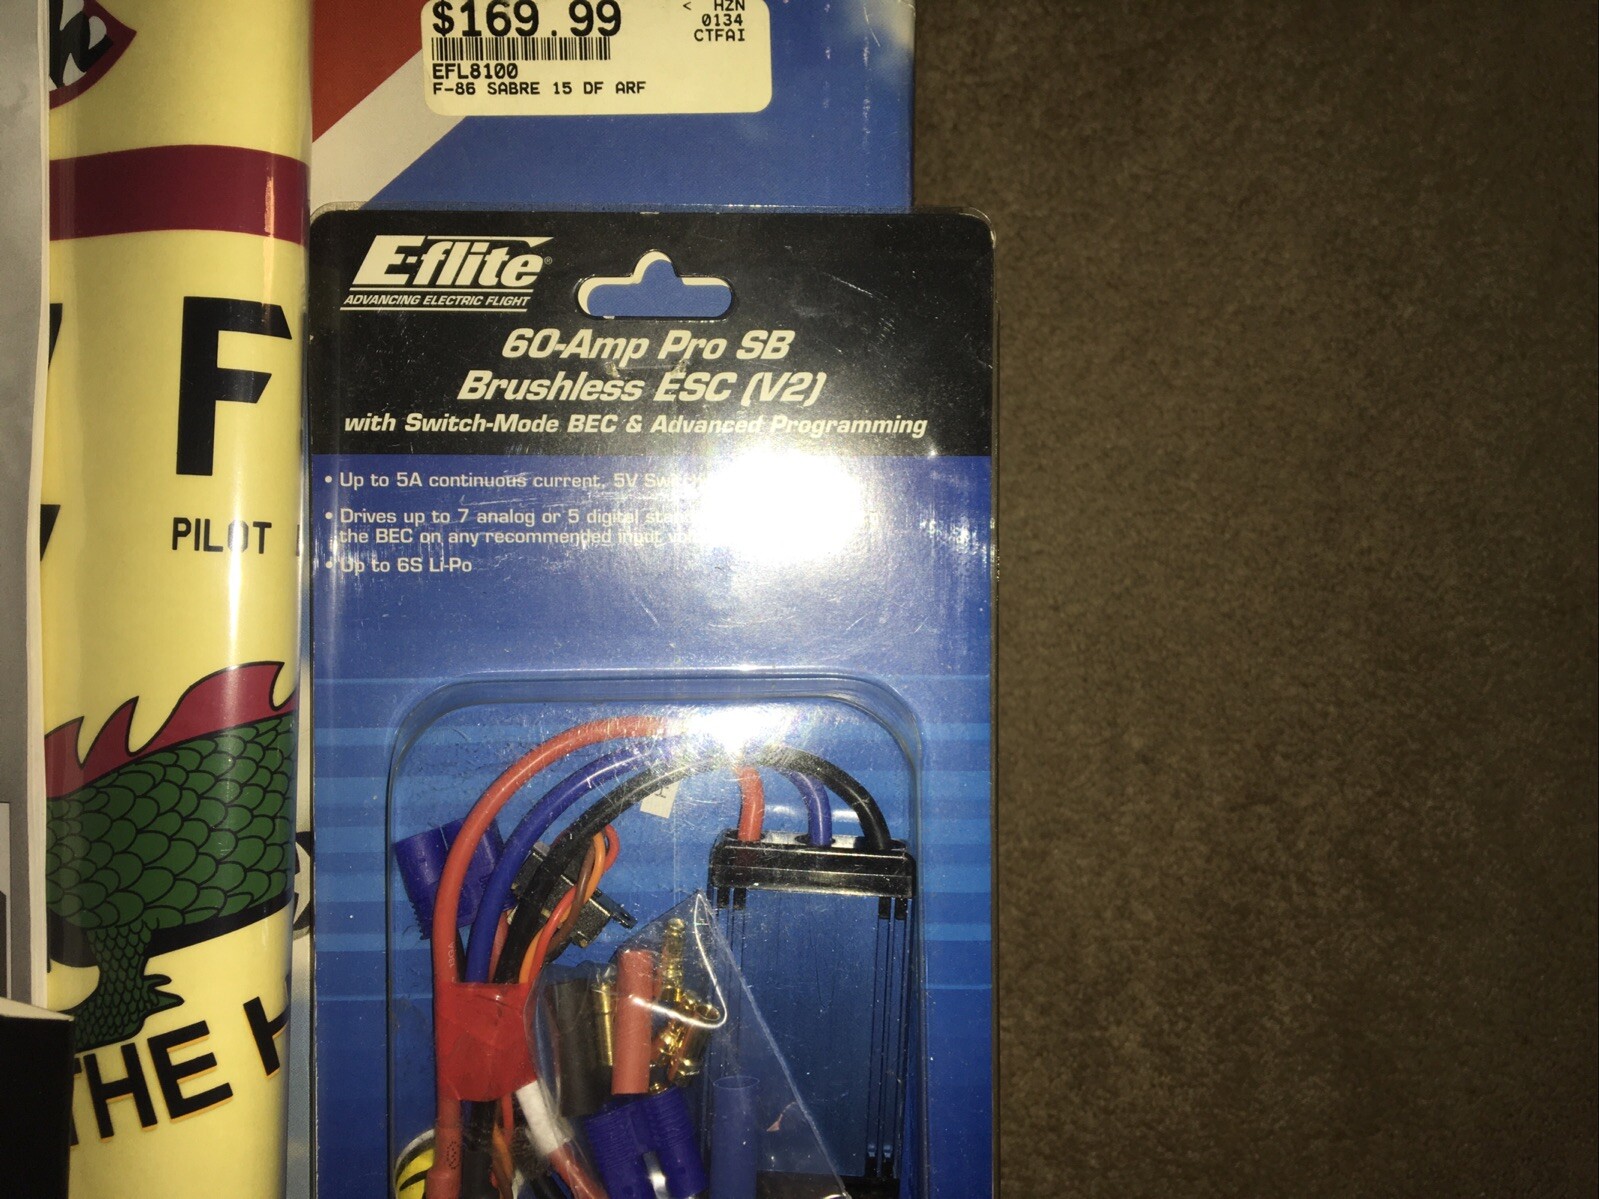 $169.99
< HZN
0134
CTFAI
EFL8100
F-86 SABRE 15 DF ARF
E-flite®
ADVANCING ELECTRIC FLIGHT
60-Amp Pro SB
Brushless ESC (V2)
with Switch-Mode BEC & Advanced Programming
• Up to 5A continuous current, 5V
• Drives up to 7 analog or 5 digital
the BEC on any recommended input
• Up to 6S Li-Po
F
PILOT
THE H